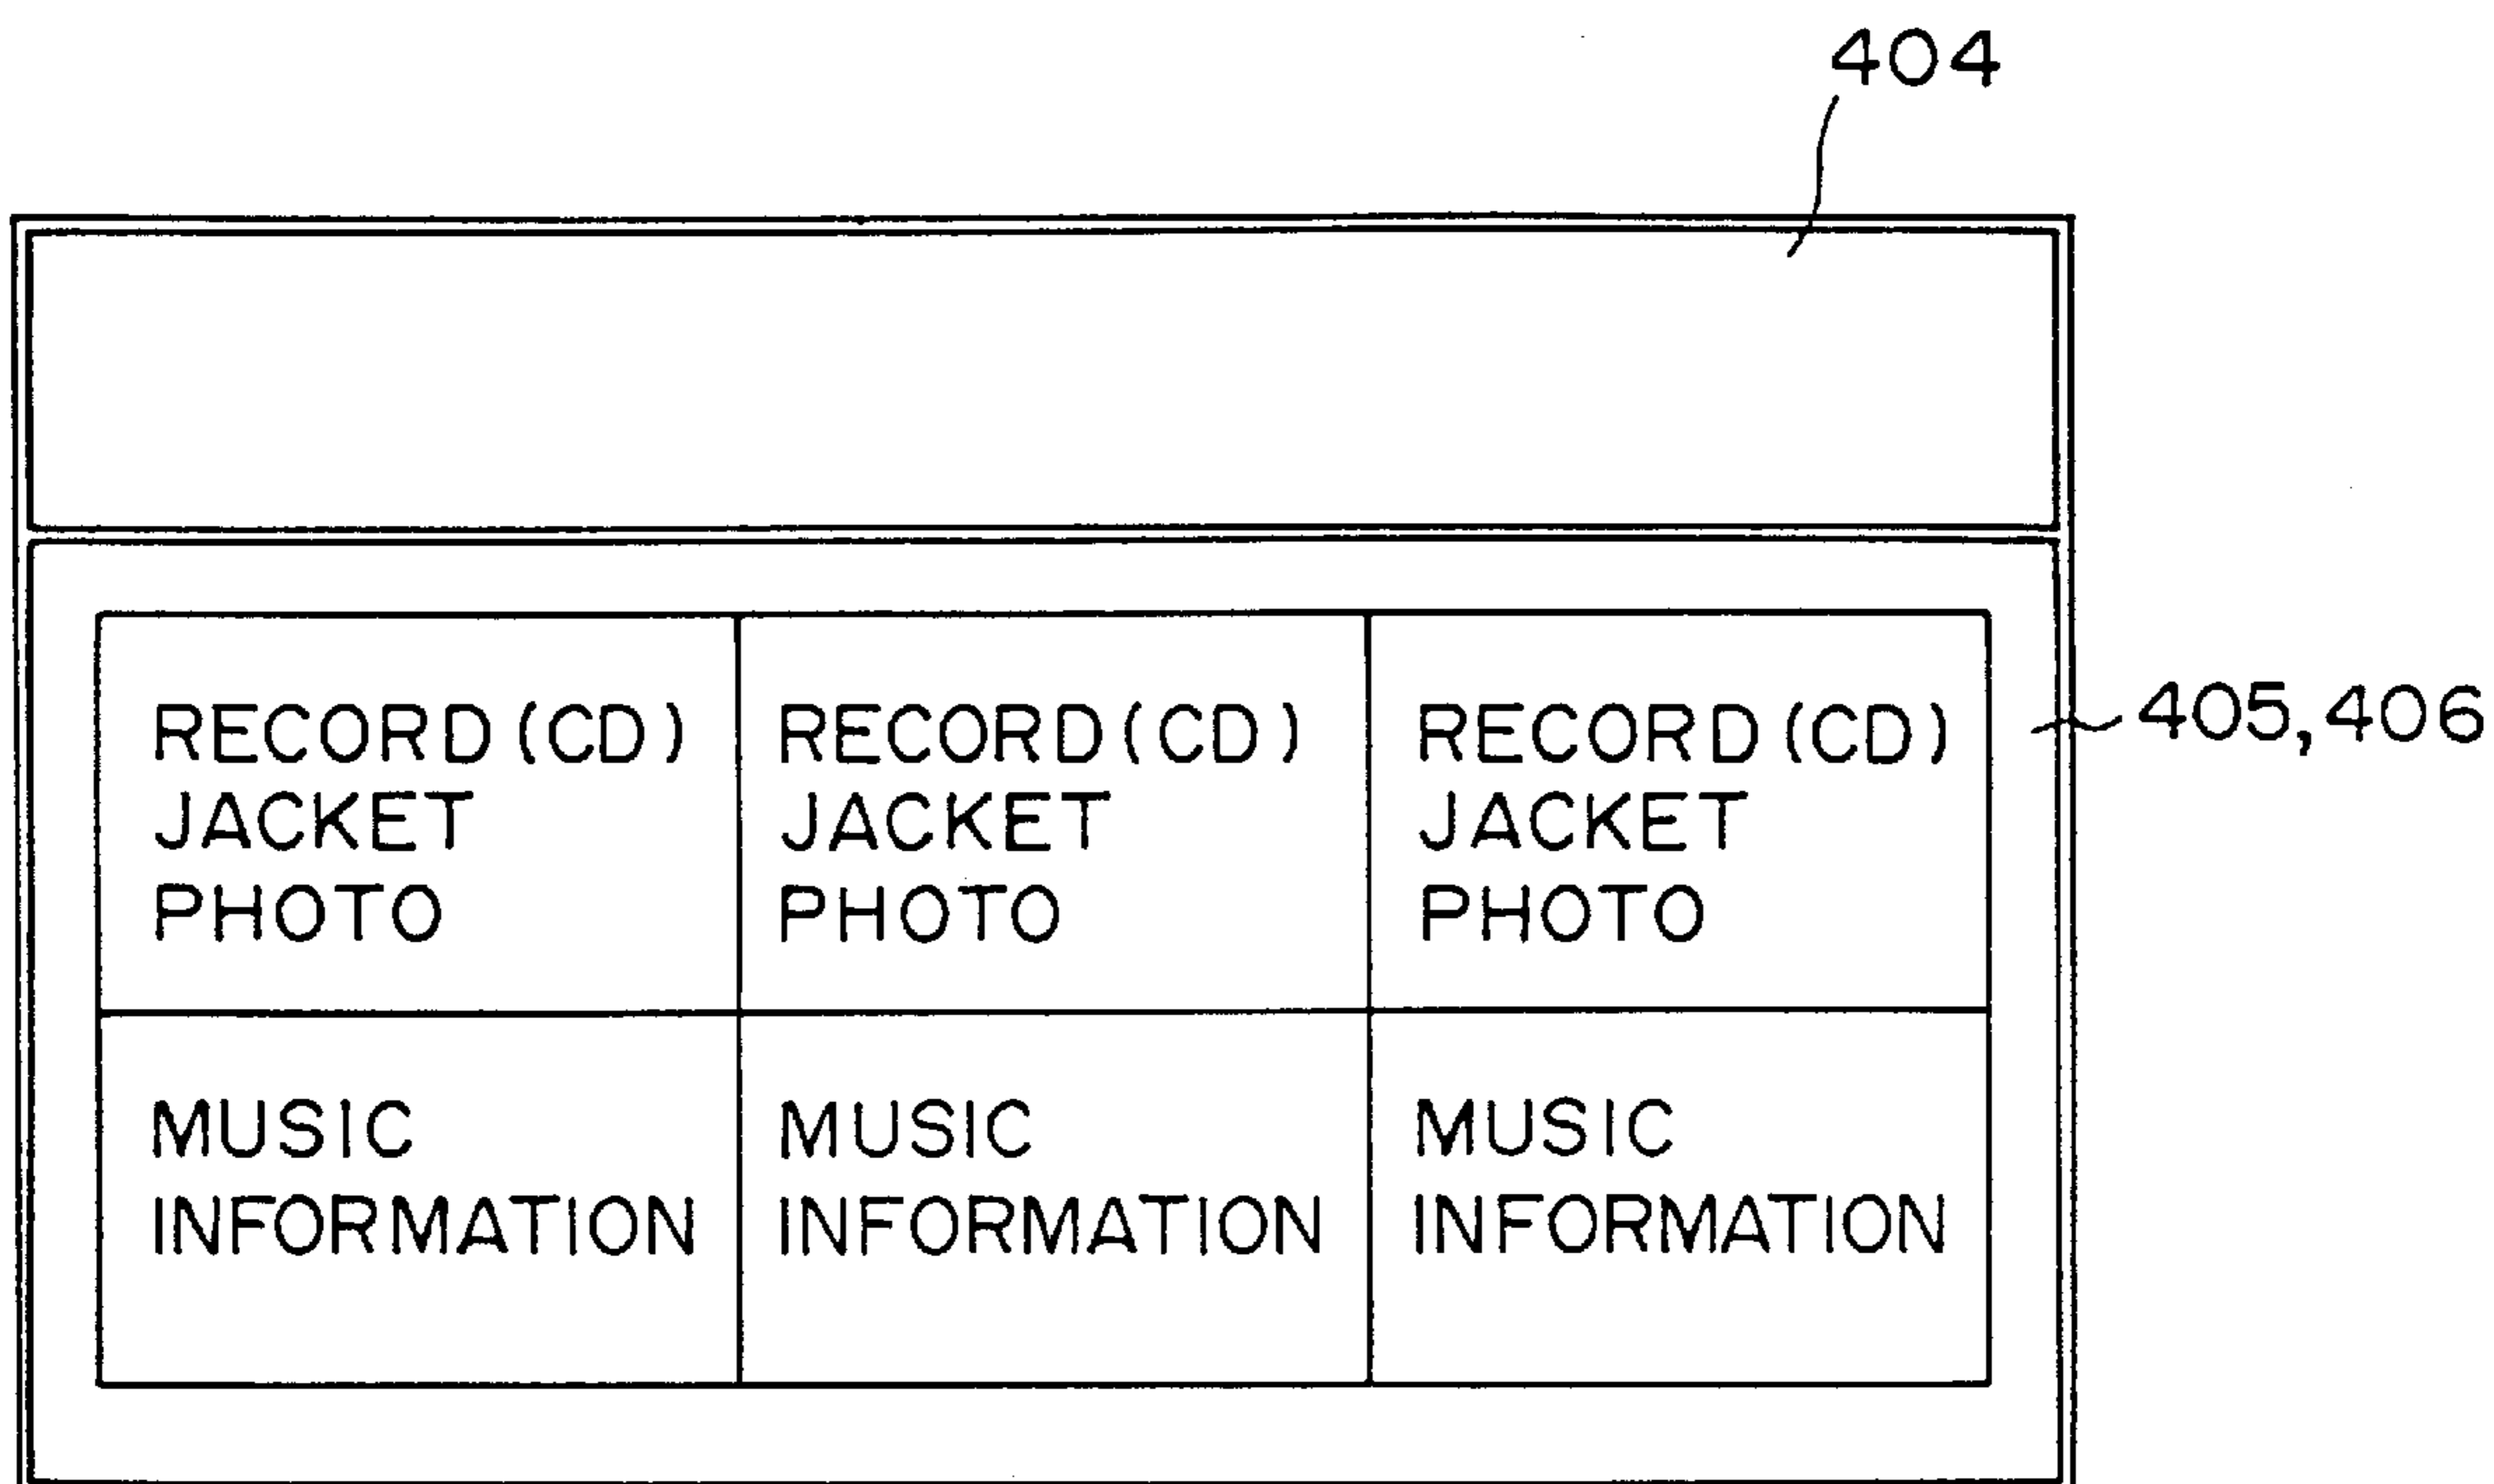 404
RECORD(CD) JACKET PHOTO
RECORD(CD) JACKET PHOTO
RECORD(CD) JACKET PHOTO
405,406
MUSIC INFORMATION
MUSIC INFORMATION
MUSIC INFORMATION